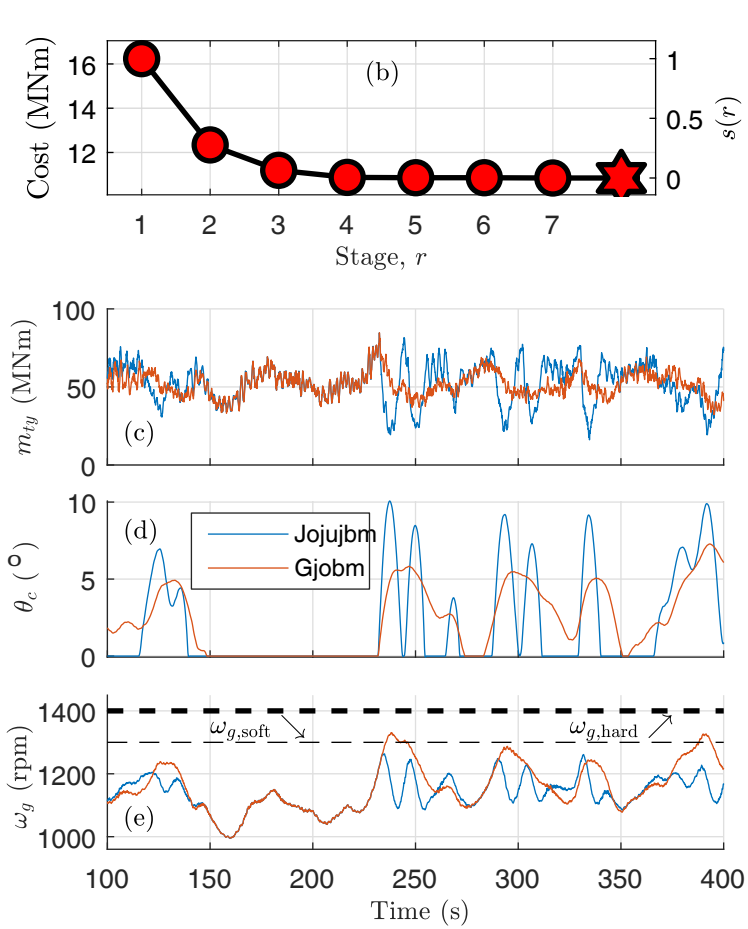 (b)
Cost (MNm)
16
14
12
1
0.5
0
s(r)
1 2 3 4 5 6 7
Stage, r
m_ty (MNm)
100
50
0
(c)
θ_c (°)
10
5
0
(d)
Jojujbm
Gjobm
ω_g (rpm)
1400
1200
1000
ω_g,soft
ω_g,hard
(e)
100 150 200 250 300 350 400
Time (s)